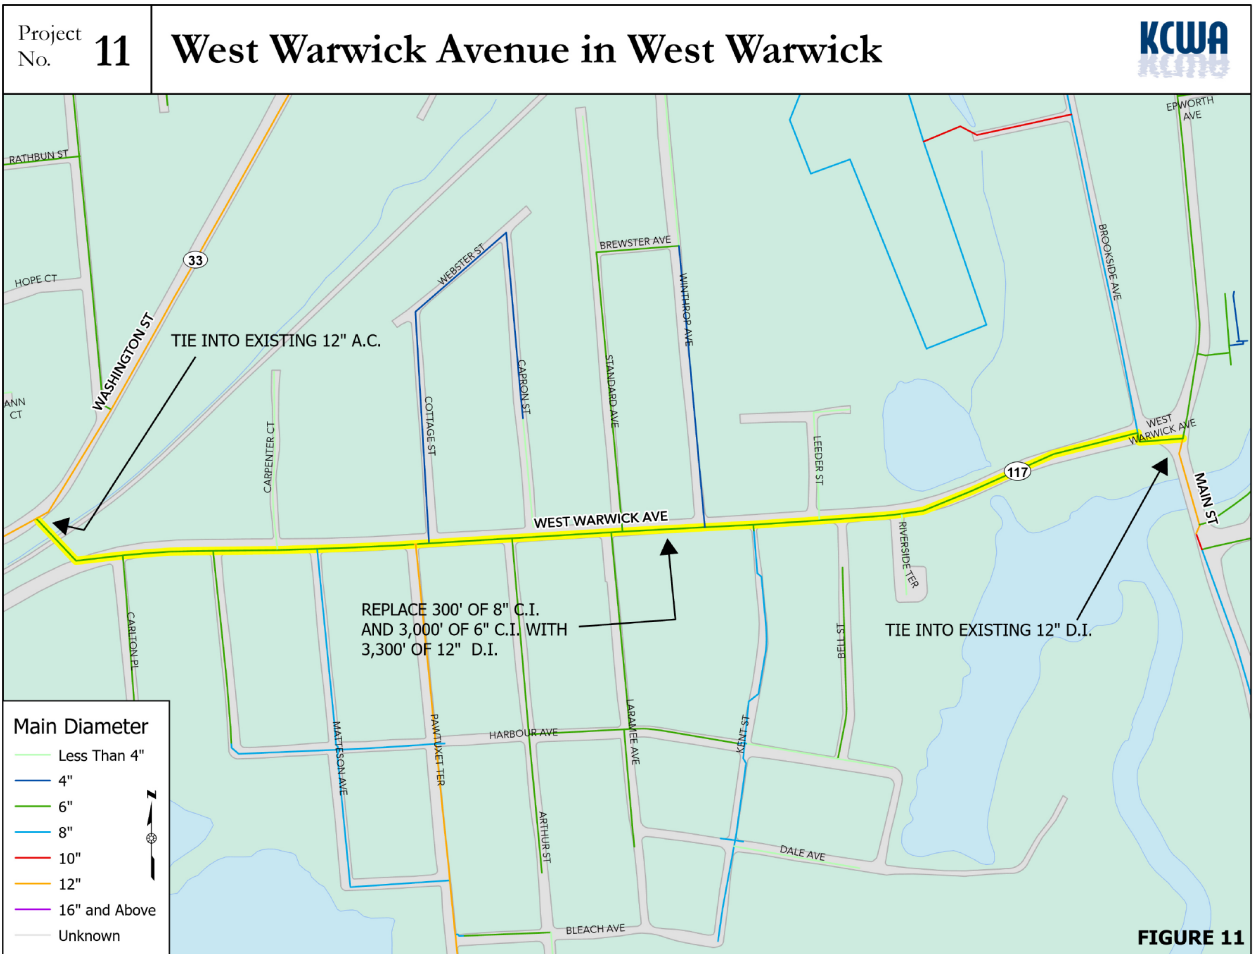 Project
No. 11
West Warwick Avenue in West Warwick
KCWA
EPWORTH
AVE
RATHBUN ST
33
HOPE CT
WASHINGTON ST
TIE INTO EXISTING 12" A.C.
ANN
CT
WEBSTER ST
BREWSTER AVE
WINTHROP AVE
BROOKSIDE AVE
CAPRON ST
STANDARD AVE
COTTAGE ST
CARPENTER CT
LEEDER ST
WEST
WARWICK AVE
117
MAIN ST
WEST WARWICK AVE
RIVERSIDE TER
REPLACE 300' OF 8" C.I.
AND 3,000' OF 6" C.I. WITH
3,300' OF 12" D.I.
TIE INTO EXISTING 12" D.I.
CARLTON PL
RELL ST
MATTESON AVE
PAWTUXET TER
HARBOUR AVE
LARAMEE AVE
KENT ST
ARTHUR ST
DALE AVE
BLEACH AVE
Main Diameter
Less Than 4"
4"
6"
8"
10"
12"
16" and Above
Unknown
Z
FIGURE 11